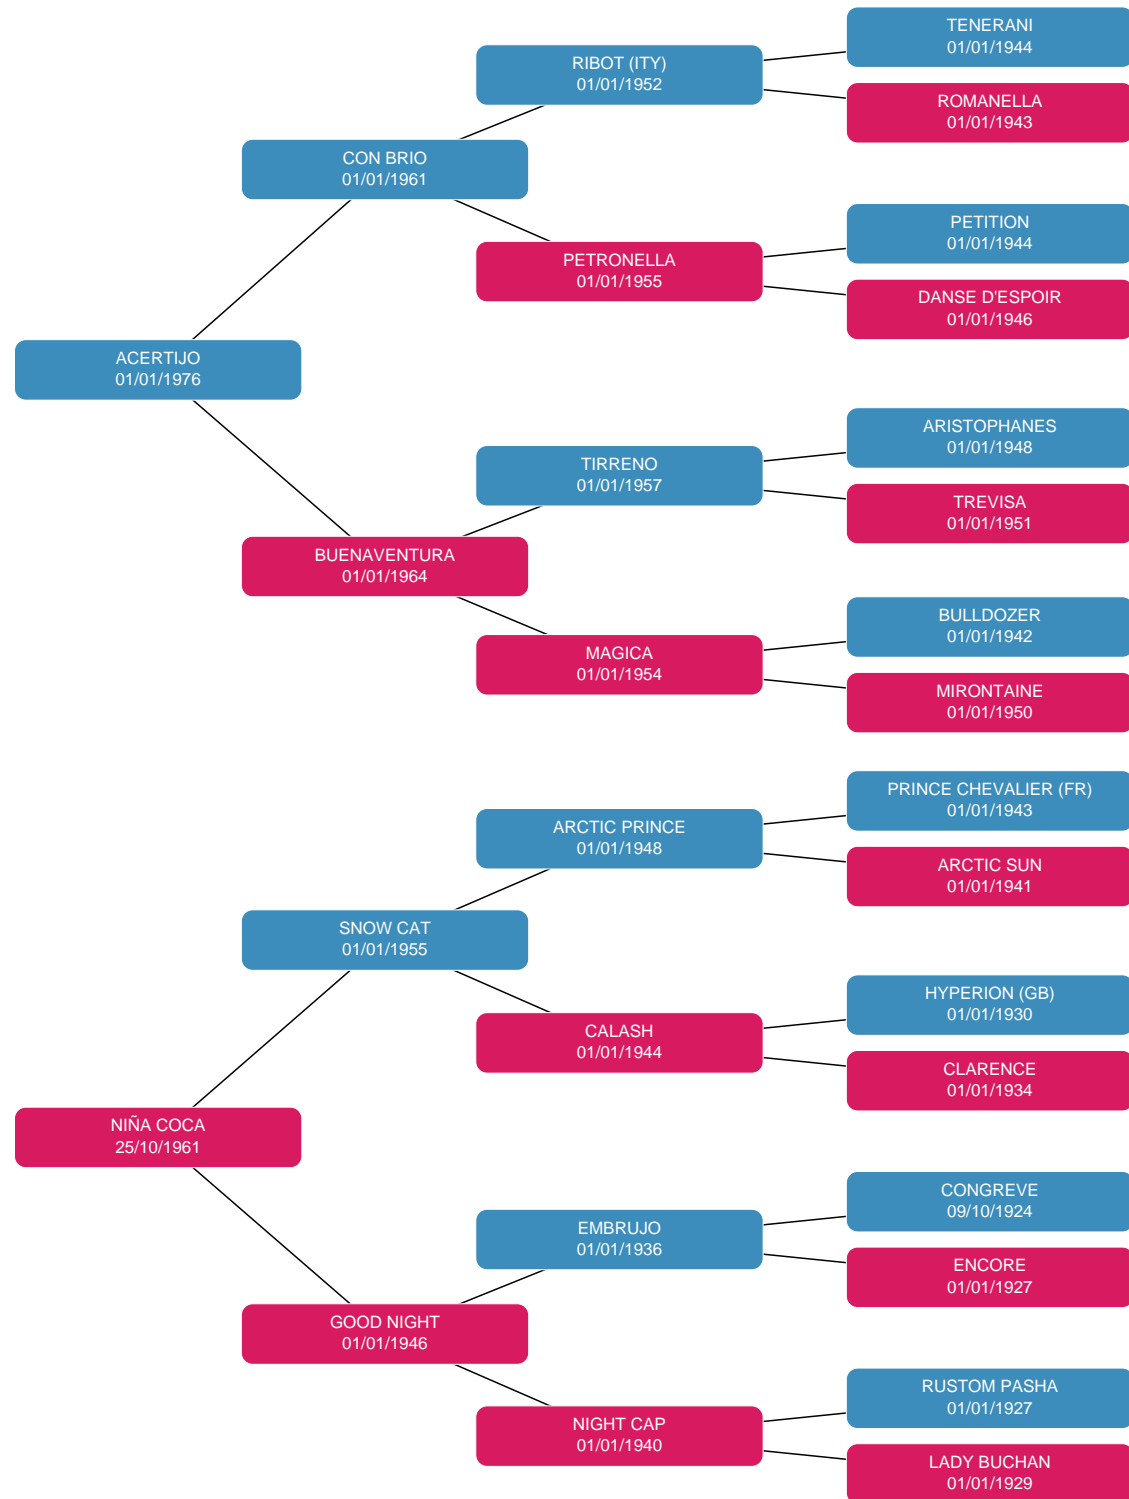 TENERANI
01/01/1944
RIBOT (ITY)
01/01/1952
ROMANELLA
01/01/1943
CON BRIO
01/01/1961
PETITION
01/01/1944
PETRONELLA
01/01/1955
DANSE D'ESPOIR
01/01/1946
ACERTIJO
01/01/1976
ARISTOPHANES
01/01/1948
TIRRENO
01/01/1957
TREVISA
01/01/1951
BUENAVENTURA
01/01/1964
BULLDOZER
01/01/1942
MAGICA
01/01/1954
MIRONTAINE
01/01/1950
PRINCE CHEVALIER (FR)
01/01/1943
ARCTIC PRINCE
01/01/1948
ARCTIC SUN
01/01/1941
SNOW CAT
01/01/1955
HYPERION (GB)
01/01/1930
CALASH
01/01/1944
CLARENCE
01/01/1934
NIÑA COCA
25/10/1961
CONGREVE
09/10/1924
EMBRUJO
01/01/1936
ENCORE
01/01/1927
GOOD NIGHT
01/01/1946
RUSTOM PASHA
01/01/1927
NIGHT CAP
01/01/1940
LADY BUCHAN
01/01/1929